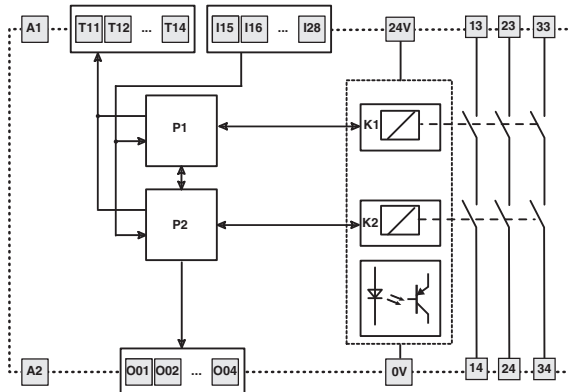 A1 T11 T12 ... T14 I15 I16 ... I28 24V 13 23 33
P1 K1
P2 K2
A2 O01 O02 ... O04 0V 14 24 34